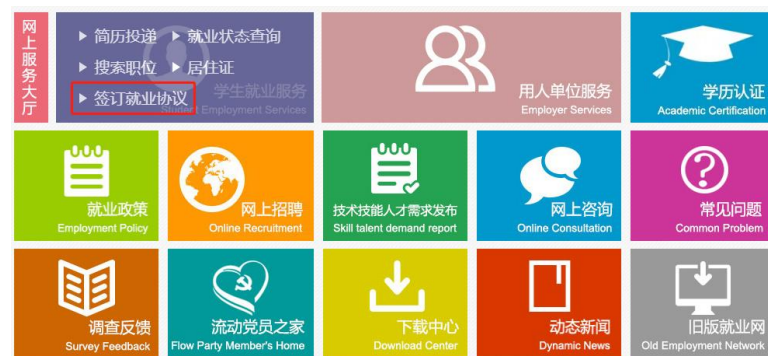 网上服务大厅
简历投递 就业状态查询
搜索职位 居住证
签订就业协议
学生就业服务
Student Employment Services
用人单位服务
Employer Services
学历认证
Academic Certification
就业政策
Employment Policy
网上招聘
Online Recruitment
技术技能人才需求发布
Skill talent demand report
网上咨询
Online Consultation
常见问题
Common Problem
调查反馈
Survey Feedback
流动党员之家
Flow Party Member's Home
下载中心
Download Center
动态新闻
Dynamic News
旧版就业网
Old Employment Network